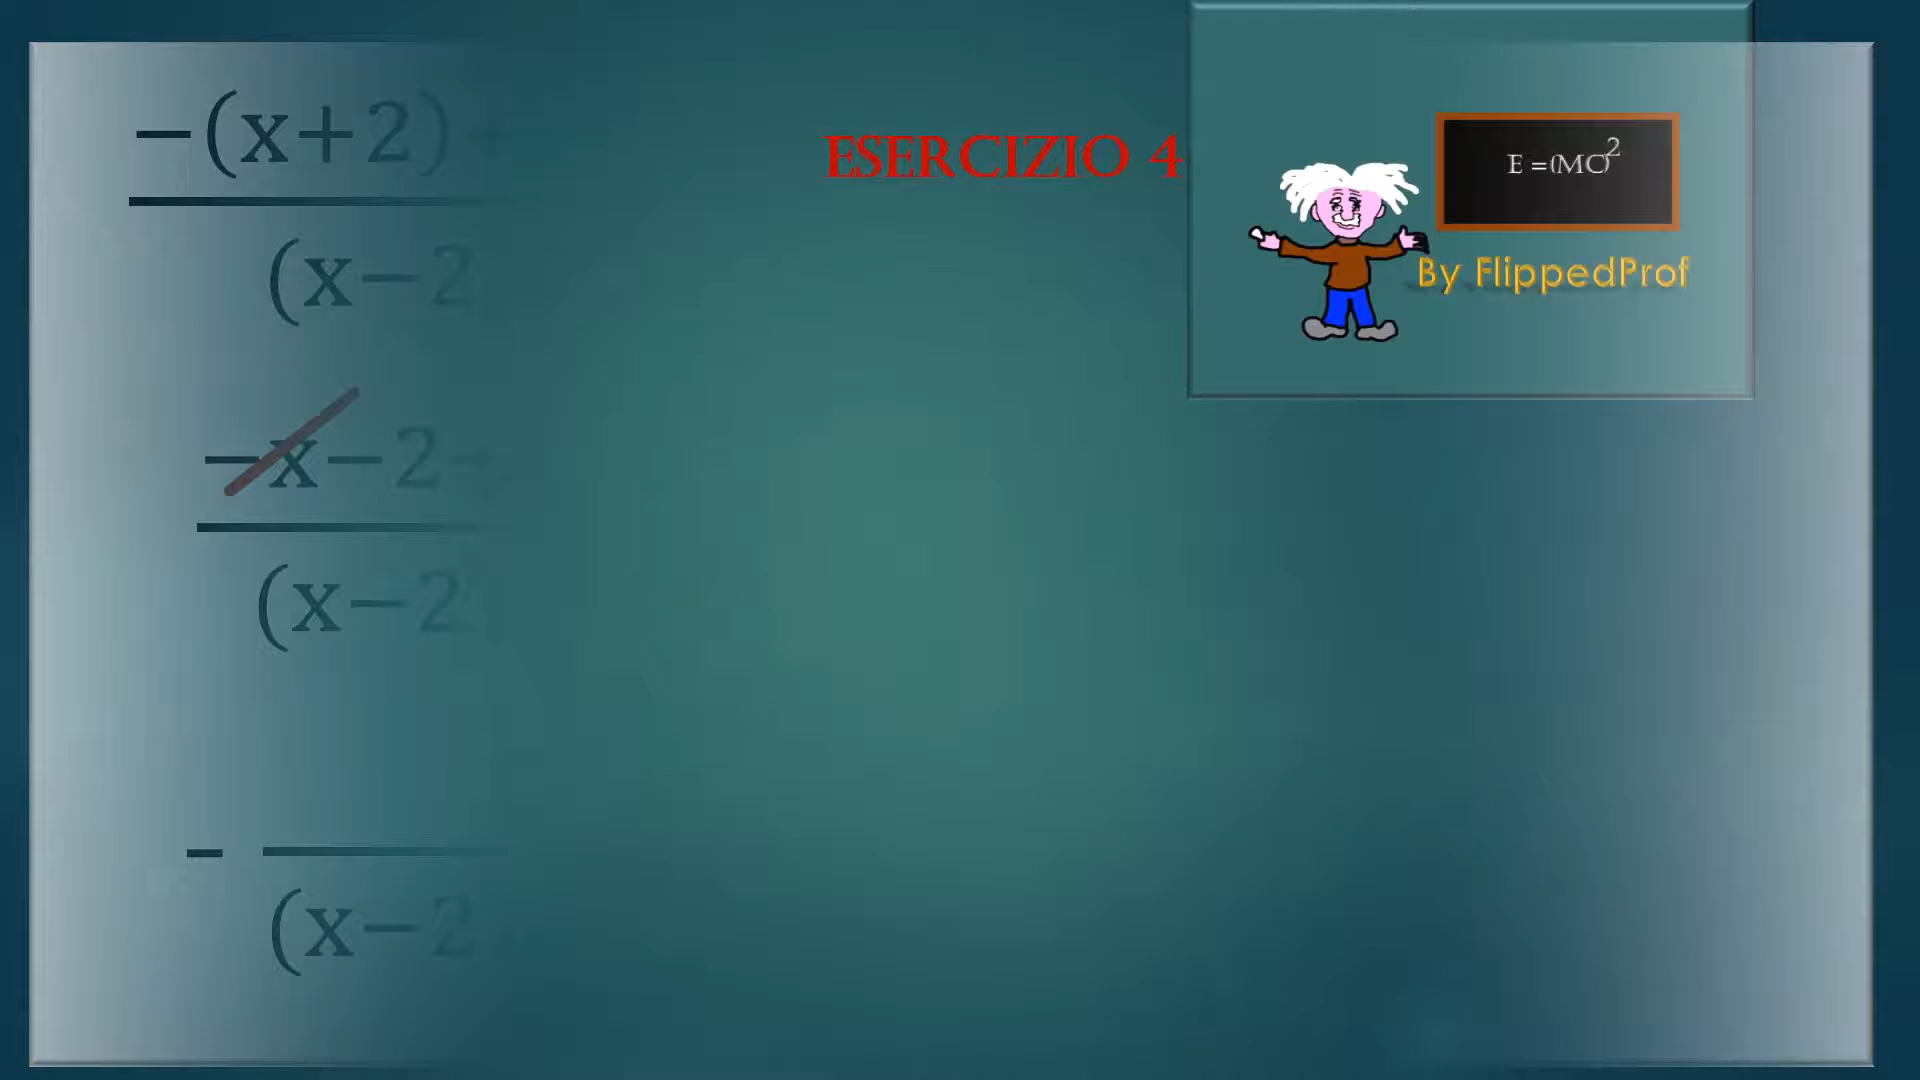 −(x+2)
(x−2
ESERCIZIO 4
E =(MC)²
By FlippedProf
−x−2
(x−2
-
(x−2